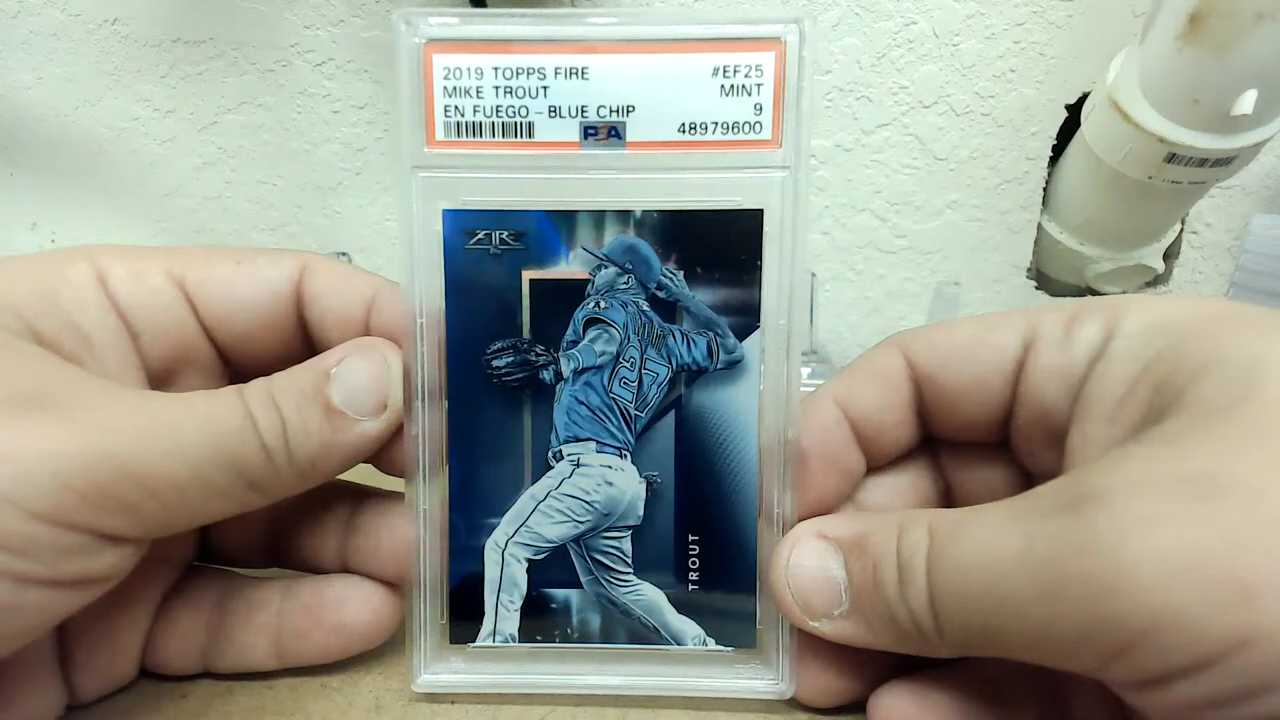 2019 TOPPS FIRE #EF25
MIKE TROUT MINT
EN FUEGO - BLUE CHIP 9
PSA 48979600
FIRE
27
TROUT